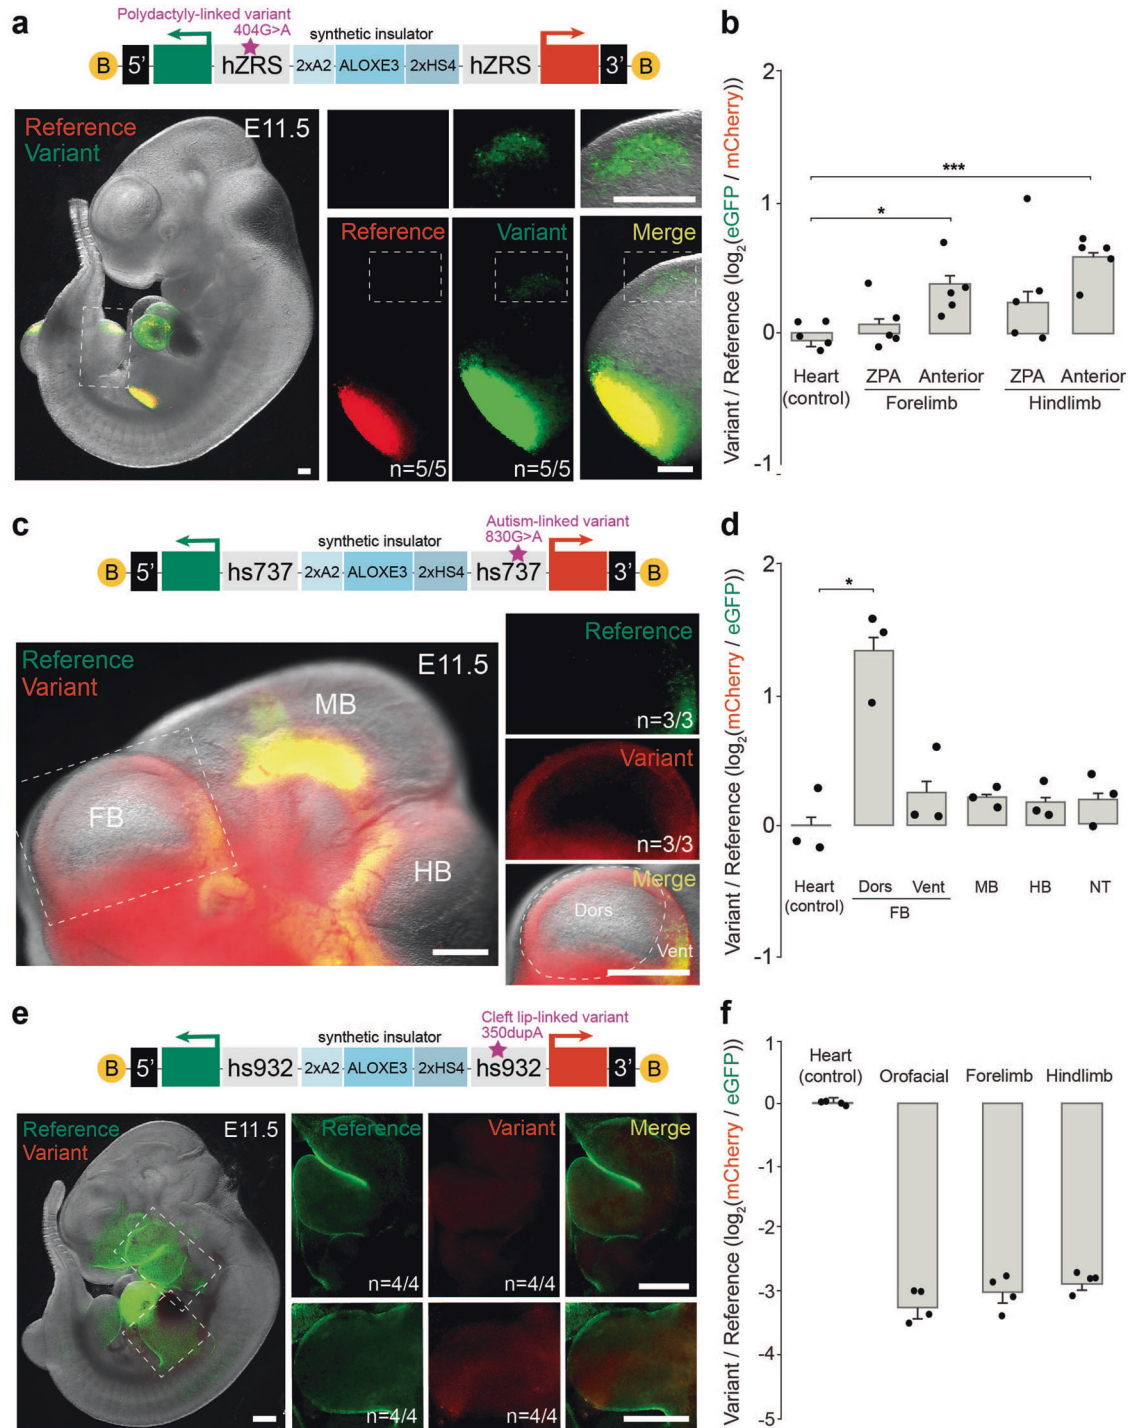 a
Polydactyly-linked variant
404G>A
synthetic insulator
B 5' hZRS 2xA2 ALOXE3 2xHS4 hZRS 3' B
Reference
Variant
E11.5
Reference
Variant
Merge
n=5/5
n=5/5
b
Variant / Reference (log2(eGFP / mCherry))
2
1
0
-1
*
***
Heart
(control)
ZPA
Anterior
Forelimb
ZPA
Anterior
Hindlimb
c
Autism-linked variant
830G>A
synthetic insulator
B 5' hs737 2xA2 ALOXE3 2xHS4 hs737 3' B
Reference
Variant
E11.5
MB
FB
HB
Reference
n=3/3
Variant
n=3/3
Merge
Dors
Vent
d
Variant / Reference (log2(mCherry / eGFP))
2
1
0
-1
*
Heart
(control)
Dors
Vent
FB
MB
HB
NT
e
Cleft lip-linked variant
350dupA
synthetic insulator
B 5' hs932 2xA2 ALOXE3 2xHS4 hs932 3' B
Reference
Variant
E11.5
Reference
Variant
Merge
n=4/4
n=4/4
n=4/4
n=4/4
f
Variant / Reference (log2(mCherry / eGFP))
1
0
-1
-2
-3
-4
-5
Heart
(control)
Orofacial
Forelimb
Hindlimb